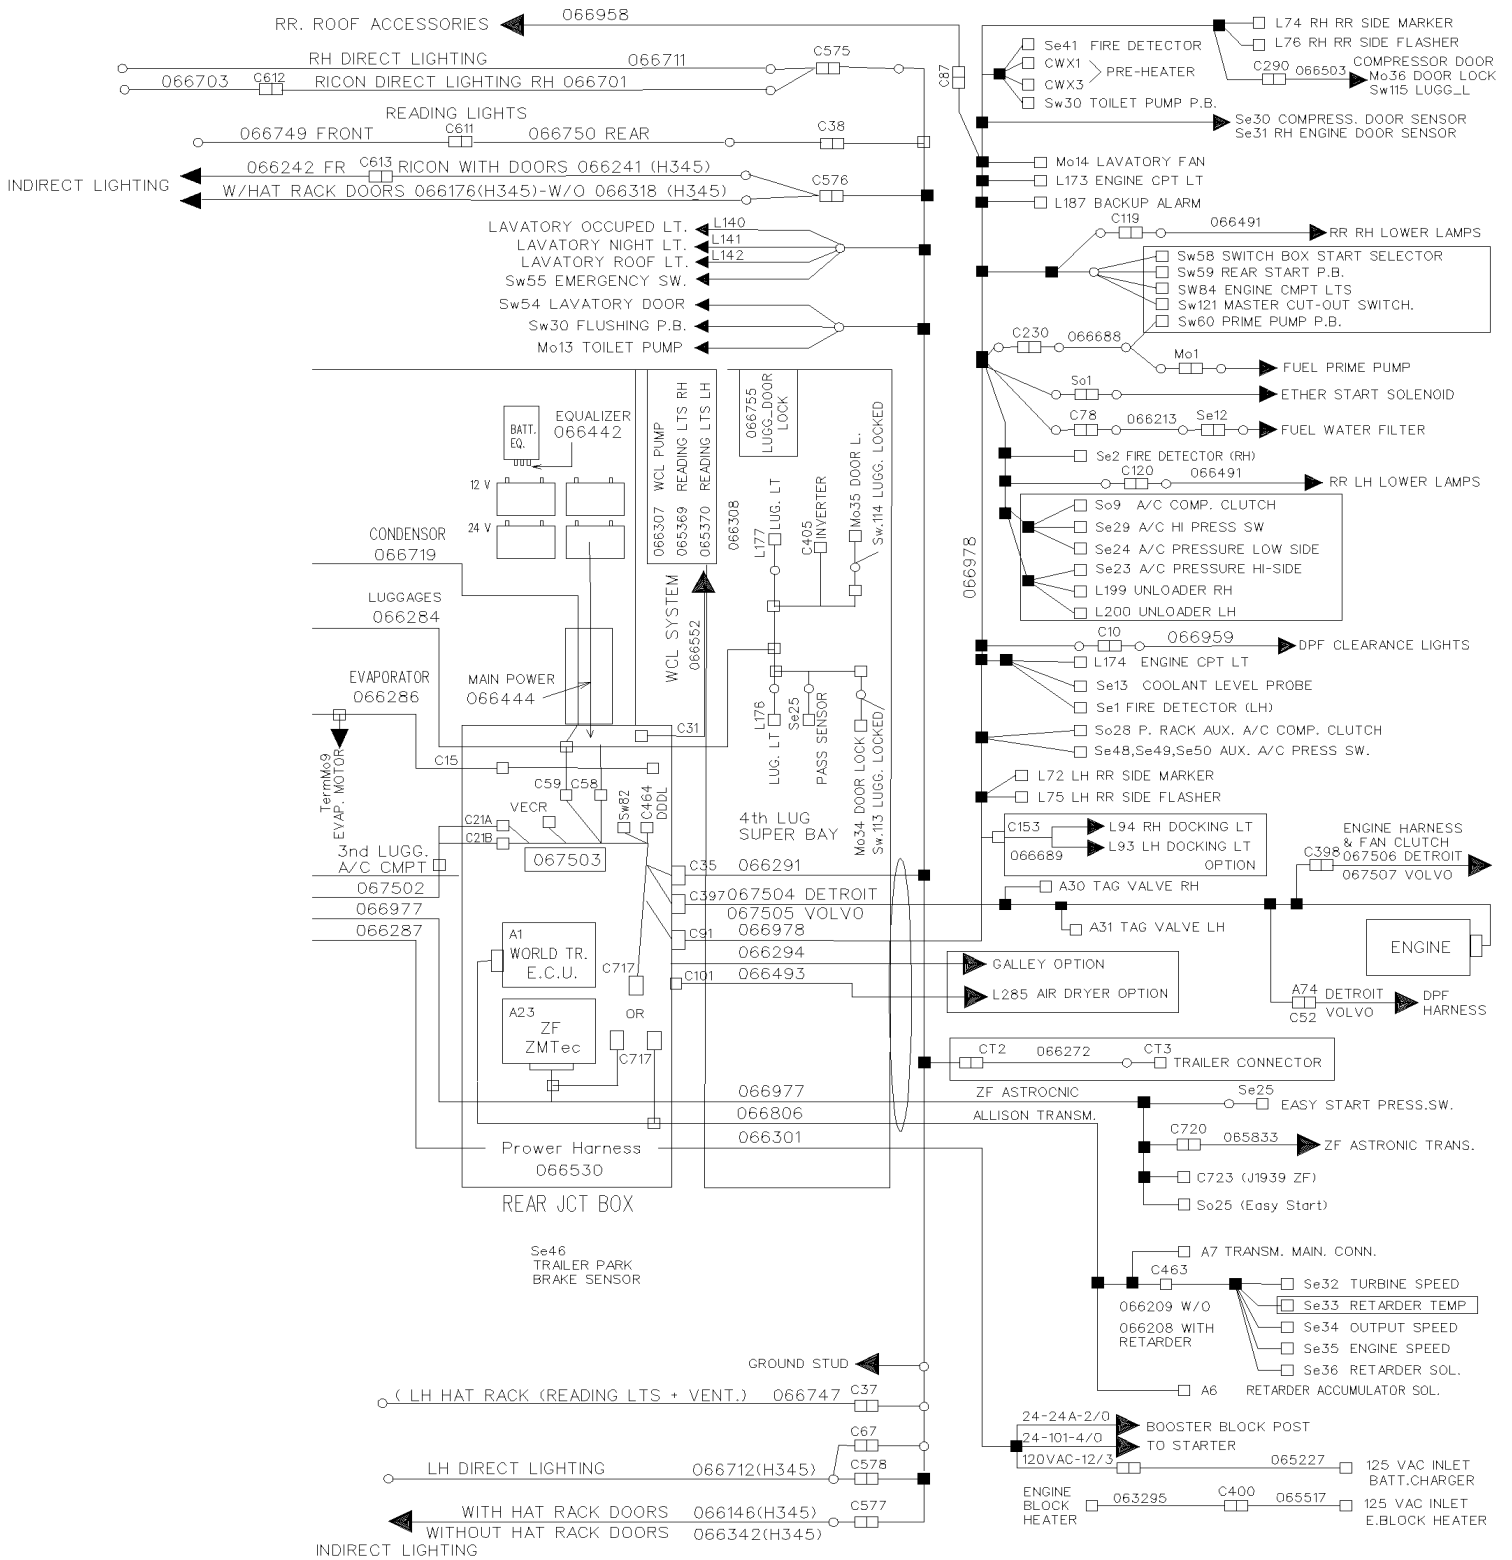 RR. ROOF ACCESSORIES
066958
RH DIRECT LIGHTING
066711
C575
066703
C612
RICON DIRECT LIGHTING RH 066701
READING LIGHTS
066749 FRONT
C611
066750 REAR
C38
066242 FR
C613
RICON WITH DOORS 066241 (H345)
INDIRECT LIGHTING
W/HAT RACK DOORS 066176(H345)-W/O 066318 (H345)
C576
LAVATORY OCCUPED LT.
L140
LAVATORY NIGHT LT.
L141
LAVATORY ROOF LT.
L142
Sw55 EMERGENCY SW.
Sw54 LAVATORY DOOR
Sw30 FLUSHING P.B.
Mo13 TOILET PUMP
C87
L74 RH RR SIDE MARKER
L76 RH RR SIDE FLASHER
Se41 FIRE DETECTOR
CWX1
PRE-HEATER
CWX3
Sw30 TOILET PUMP P.B.
C290
066503
COMPRESSOR DOOR
Mo36 DOOR LOCK
Sw115 LUGG_L
Se30 COMPRESS. DOOR SENSOR
Se31 RH ENGINE DOOR SENSOR
Mo14 LAVATORY FAN
L173 ENGINE CPT LT
L187 BACKUP ALARM
C119
066491
RR RH LOWER LAMPS
Sw58 SWITCH BOX START SELECTOR
Sw59 REAR START P.B.
SW84 ENGINE CMPT LTS
Sw121 MASTER CUT-OUT SWITCH.
Sw60 PRIME PUMP P.B.
C230
066688
Mo1
FUEL PRIME PUMP
So1
ETHER START SOLENOID
C78
066213
Se12
FUEL WATER FILTER
Se2 FIRE DETECTOR (RH)
C120
066491
RR LH LOWER LAMPS
So9 A/C COMP. CLUTCH
Se29 A/C HI PRESS SW
Se24 A/C PRESSURE LOW SIDE
Se23 A/C PRESSURE HI-SIDE
L199 UNLOADER RH
L200 UNLOADER LH
066978
C10
066959
DPF CLEARANCE LIGHTS
L174 ENGINE CPT LT
Se13 COOLANT LEVEL PROBE
Se1 FIRE DETECTOR (LH)
So28 P. RACK AUX. A/C COMP. CLUTCH
Se48,Se49,Se50 AUX. A/C PRESS SW.
L72 LH RR SIDE MARKER
L75 LH RR SIDE FLASHER
C153
066689
L94 RH DOCKING LT
L93 LH DOCKING LT
OPTION
ENGINE HARNESS
& FAN CLUTCH
C398
067506 DETROIT
067507 VOLVO
A30 TAG VALVE RH
A31 TAG VALVE LH
ENGINE
A74
C52
DETROIT
VOLVO
DPF
HARNESS
BATT.
EQ.
EQUALIZER
066442
12 V
24 V
CONDENSOR
066719
LUGGAGES
066284
EVAPORATOR
066286
MAIN POWER
066444
TermMo9
EVAP. MOTOR
066307 WCL PUMP
065369 READING LTS RH
065370 READING LTS LH
066308
WCL SYSTEM
066552
066755
LUGG_DOOR
LOCK
L177
LUG. LT
C405
INVERTER
Mo35 DOOR L.
Sw.114 LUGG. LOCKED
L176
LUG. LT
Se25
PASS SENSOR
Mo34 DOOR LOCK
Sw.113 LUGG. LOCKED
4th LUG
SUPER BAY
C31
C15
C59
C58
VECR
Sw82
C464
DDDL
C21A
C21B
067503
3nd LUGG.
A/C CMPT
067502
066977
066287
C35
066291
C397
067504 DETROIT
067505 VOLVO
C91
066978
066294
C101
066493
GALLEY OPTION
L285 AIR DRYER OPTION
A1
WORLD TR.
E.C.U.
C717
A23
ZF
ZMTec
OR
C717
CT2
066272
CT3
TRAILER CONNECTOR
066977
ZF ASTROCNIC
066806
ALLISON TRANSM.
066301
Prower Harness
066530
REAR JCT BOX
Se25
EASY START PRESS.SW.
C720
065833
ZF ASTRONIC TRANS.
C723 (J1939 ZF)
So25 (Easy Start)
Se46
TRAILER PARK
BRAKE SENSOR
A7 TRANSM. MAIN. CONN.
C463
066209 W/O
066208 WITH
RETARDER
Se32 TURBINE SPEED
Se33 RETARDER TEMP
Se34 OUTPUT SPEED
Se35 ENGINE SPEED
Se36 RETARDER SOL.
A6 RETARDER ACCUMULATOR SOL.
GROUND STUD
( LH HAT RACK (READING LTS + VENT.) 066747
C37
C67
LH DIRECT LIGHTING
066712(H345)
C578
WITH HAT RACK DOORS 066146(H345)
C577
WITHOUT HAT RACK DOORS 066342(H345)
INDIRECT LIGHTING
24-24A-2/0
BOOSTER BLOCK POST
24-101-4/0
TO STARTER
120VAC-12/3
065227
125 VAC INLET
BATT.CHARGER
ENGINE
BLOCK
HEATER
063295
C400
065517
125 VAC INLET
E.BLOCK HEATER